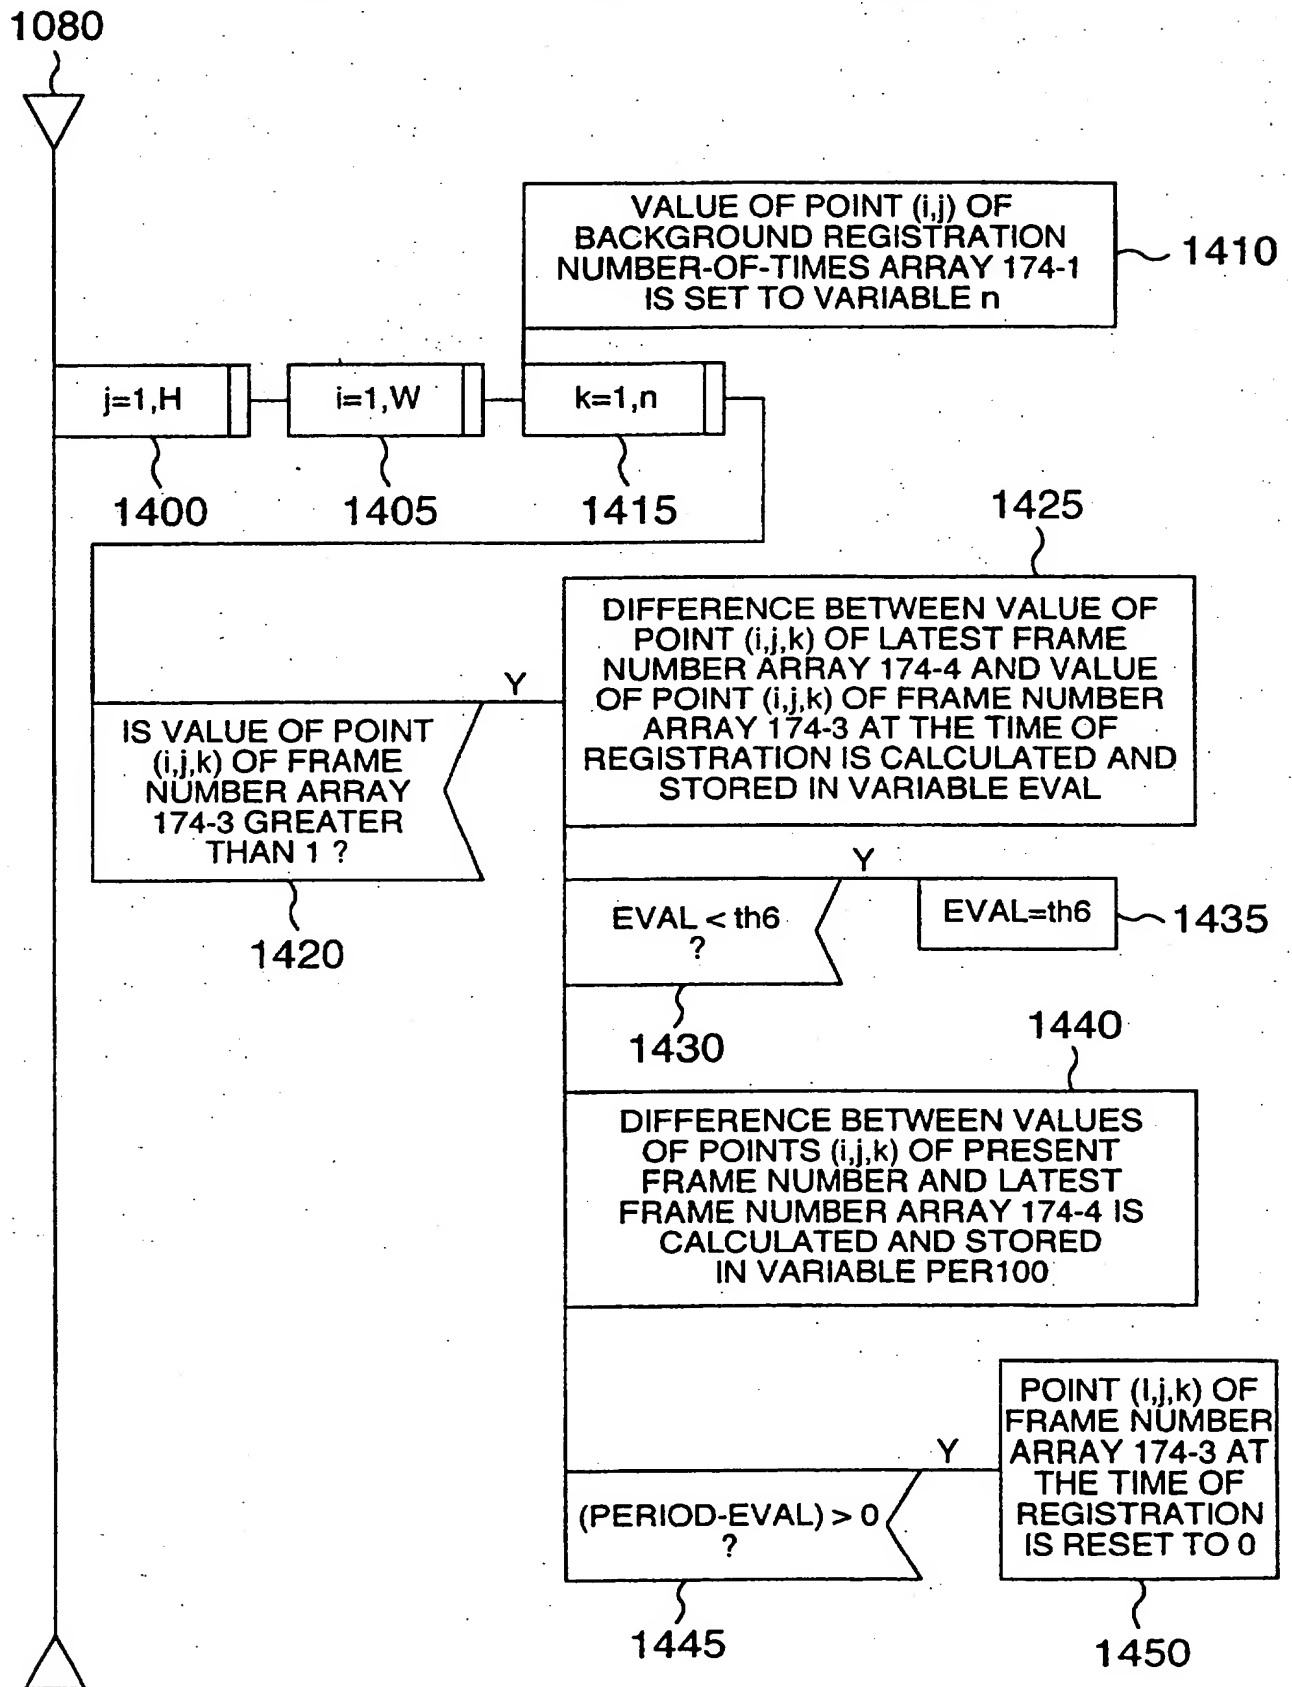 1080
VALUE OF POINT (i,j) OF
BACKGROUND REGISTRATION
NUMBER-OF-TIMES ARRAY 174-1
IS SET TO VARIABLE n
1410
j=1,H
i=1,W
k=1,n
1400
1405
1415
1425
DIFFERENCE BETWEEN VALUE OF
POINT (i,j,k) OF LATEST FRAME
NUMBER ARRAY 174-4 AND VALUE
OF POINT (i,j,k) OF FRAME NUMBER
ARRAY 174-3 AT THE TIME OF
REGISTRATION IS CALCULATED AND
STORED IN VARIABLE EVAL
Y
IS VALUE OF POINT
(i,j,k) OF FRAME
NUMBER ARRAY
174-3 GREATER
THAN 1 ?
1420
Y
EVAL < th6
?
EVAL=th6
1435
1430
1440
DIFFERENCE BETWEEN VALUES
OF POINTS (i,j,k) OF PRESENT
FRAME NUMBER AND LATEST
FRAME NUMBER ARRAY 174-4 IS
CALCULATED AND STORED
IN VARIABLE PER100
Y
(PERIOD-EVAL) > 0
?
1445
POINT (I,j,k) OF
FRAME NUMBER
ARRAY 174-3 AT
THE TIME OF
REGISTRATION
IS RESET TO 0
1450